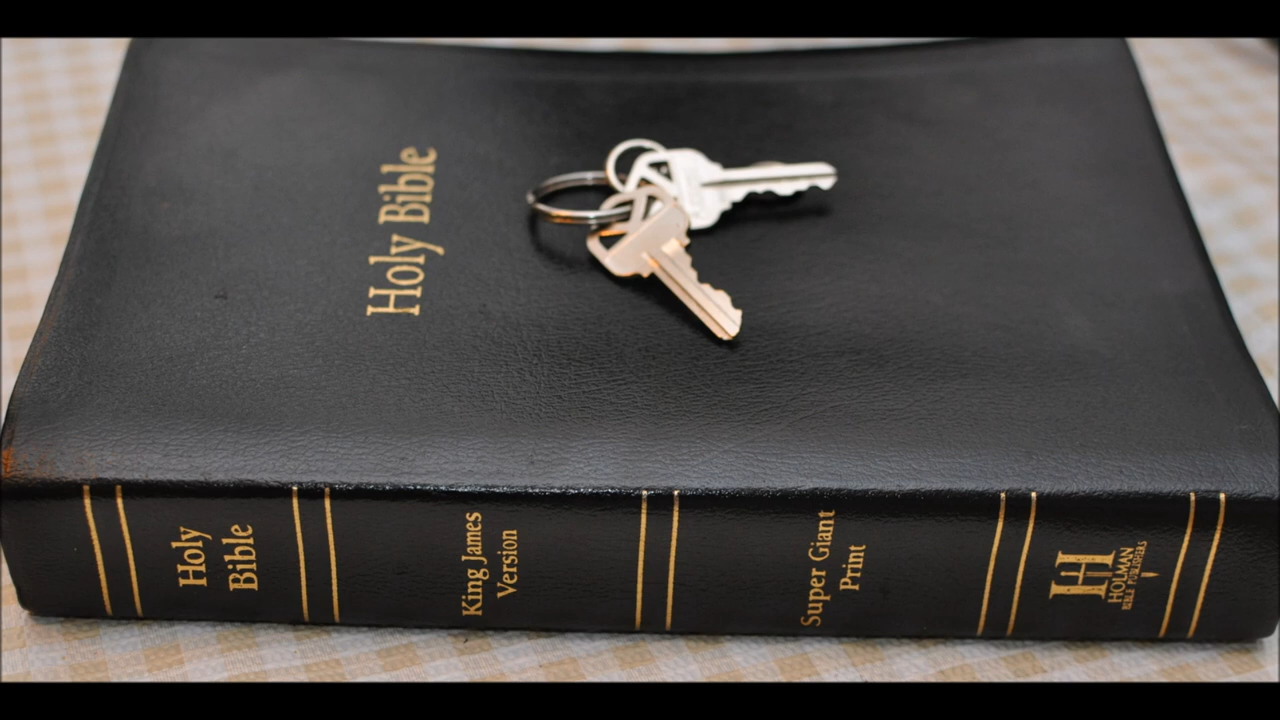 Holy Bible
Holy
Bible
King James
Version
Super Giant
Print
H
HOLMAN
BIBLE PUBLISHERS